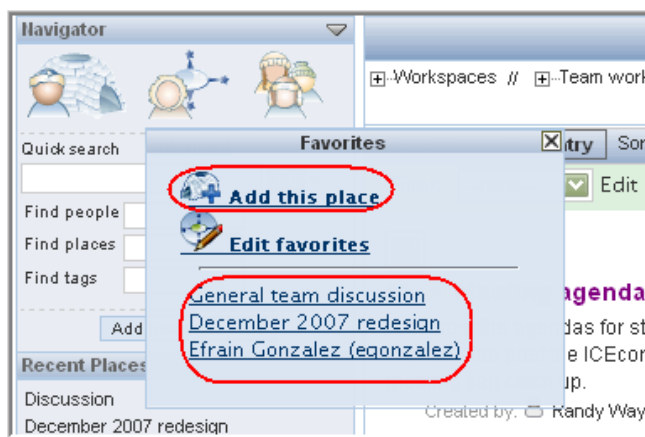 Navigator
Workspaces // Team work
Quick search
Favorites
try Sor
Add this place
Edit
Find people
Edit favorites
Find places
Find tags
General team discussion
agenda
December 2007 redesign
das for st
Add
Efrain Gonzalez (egonzalez)
e ICEcor
Recent Places
up.
Discussion
Created by: Randy Way
December 2007 redesign